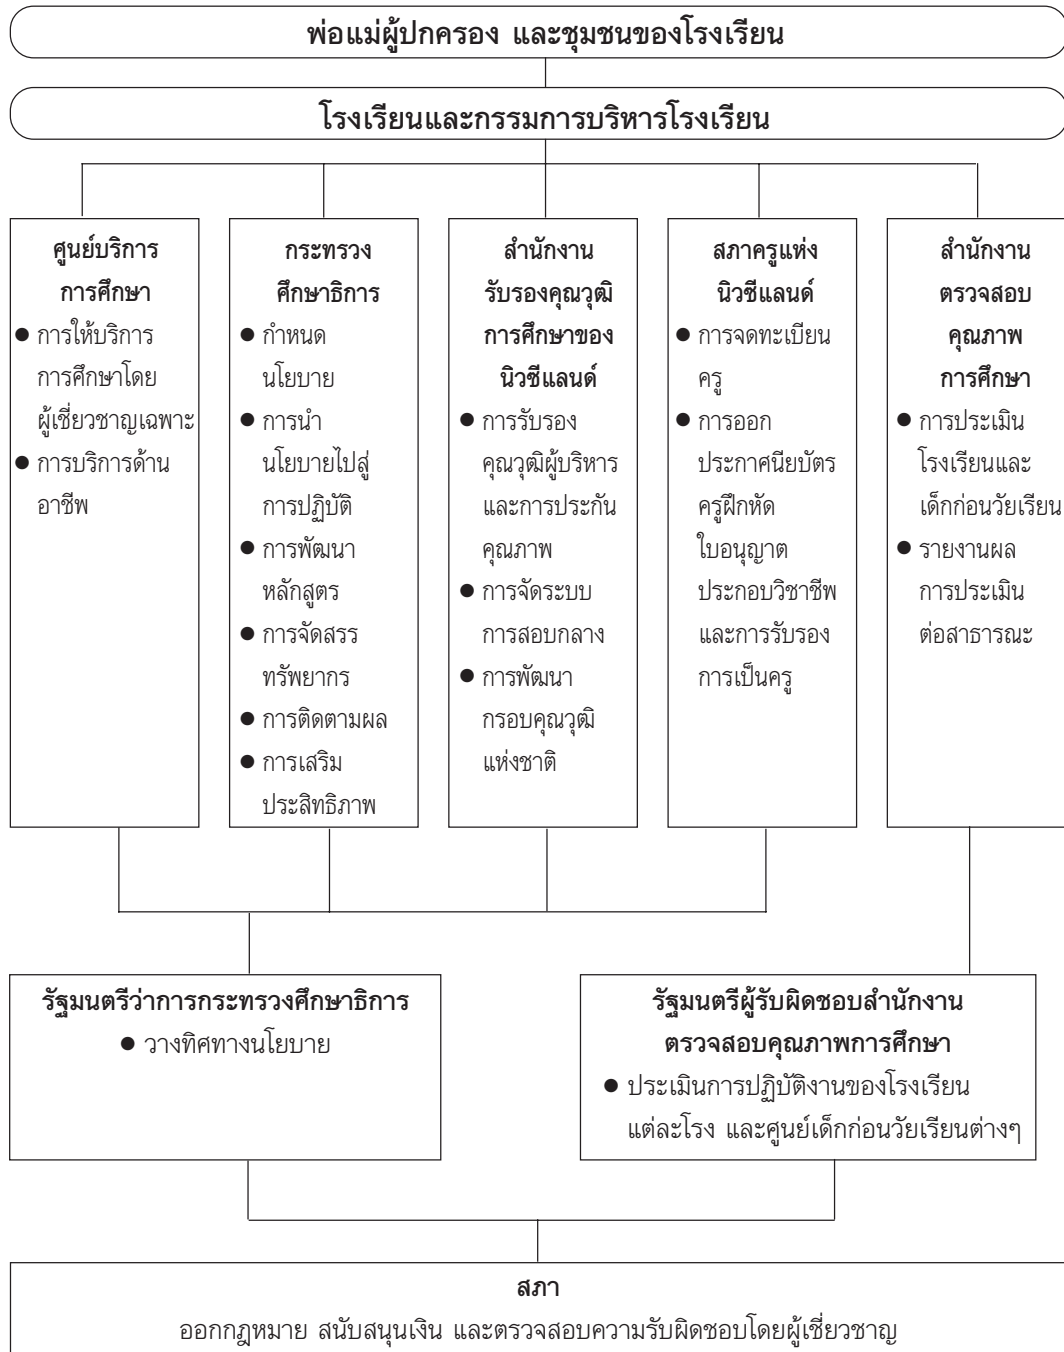 พ่อแม่ผู้ปกครอง และชุมชนของโรงเรียน
โรงเรียนและกรรมการบริหารโรงเรียน
ศูนย์บริการ
การศึกษา
● การให้บริการ
การศึกษาโดย
ผู้เชี่ยวชาญเฉพาะ
● การบริการด้าน
อาชีพ
กระทรวง
ศึกษาธิการ
● กำหนด
นโยบาย
● การนำ
นโยบายไปสู่
การปฏิบัติ
● การพัฒนา
หลักสูตร
● การจัดสรร
ทรัพยากร
● การติดตามผล
● การเสริม
ประสิทธิภาพ
สำนักงาน
รับรองคุณวุฒิ
การศึกษาของ
นิวซีแลนด์
● การรับรอง
คุณวุฒิผู้บริหาร
และการประกัน
คุณภาพ
● การจัดระบบ
การสอบกลาง
● การพัฒนา
กรอบคุณวุฒิ
แห่งชาติ
สภาครูแห่ง
นิวซีแลนด์
● การจดทะเบียน
ครู
● การออก
ประกาศนียบัตร
ครูฝึกหัด
ใบอนุญาต
ประกอบวิชาชีพ
และการรับรอง
การเป็นครู
สำนักงาน
ตรวจสอบ
คุณภาพ
การศึกษา
● การประเมิน
โรงเรียนและ
เด็กก่อนวัยเรียน
● รายงานผล
การประเมิน
ต่อสาธารณะ
รัฐมนตรีว่าการกระทรวงศึกษาธิการ
● วางทิศทางนโยบาย
รัฐมนตรีผู้รับผิดชอบสำนักงาน
ตรวจสอบคุณภาพการศึกษา
● ประเมินการปฏิบัติงานของโรงเรียน
แต่ละโรง และศูนย์เด็กก่อนวัยเรียนต่างๆ
สภา
ออกกฎหมาย สนับสนุนเงิน และตรวจสอบความรับผิดชอบโดยผู้เชี่ยวชาญ